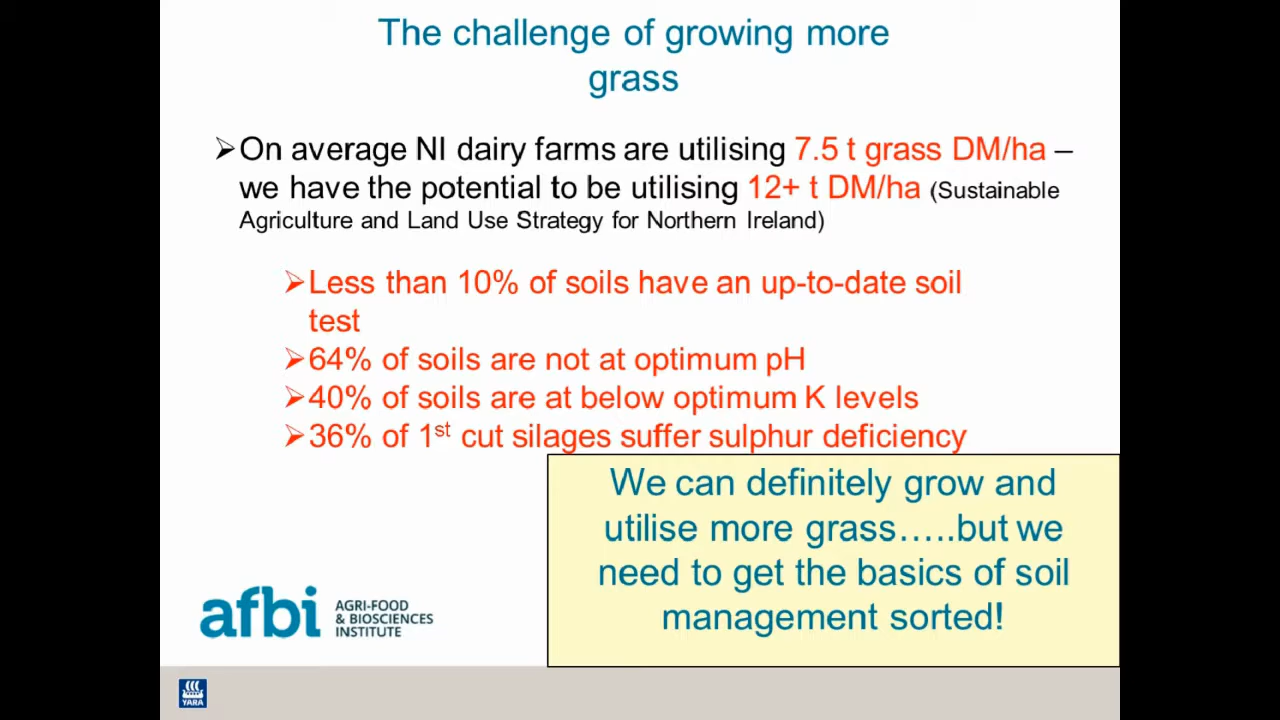 The challenge of growing more
grass
➢On average NI dairy farms are utilising 7.5 t grass DM/ha –
we have the potential to be utilising 12+ t DM/ha (Sustainable
Agriculture and Land Use Strategy for Northern Ireland)
➢Less than 10% of soils have an up-to-date soil
test
➢64% of soils are not at optimum pH
➢40% of soils are at below optimum K levels
➢36% of 1st cut silages suffer sulphur deficiency
We can definitely grow and
utilise more grass…..but we
need to get the basics of soil
management sorted!
afbi
AGRI-FOOD
& BIOSCIENCES
INSTITUTE
YARA